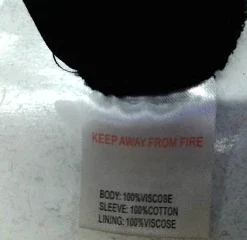 KEEP AWAY FROM FIRE
BODY: 100%VISCOSE
SLEEVE: 100%COTTON
LINING: 100%VISCOSE